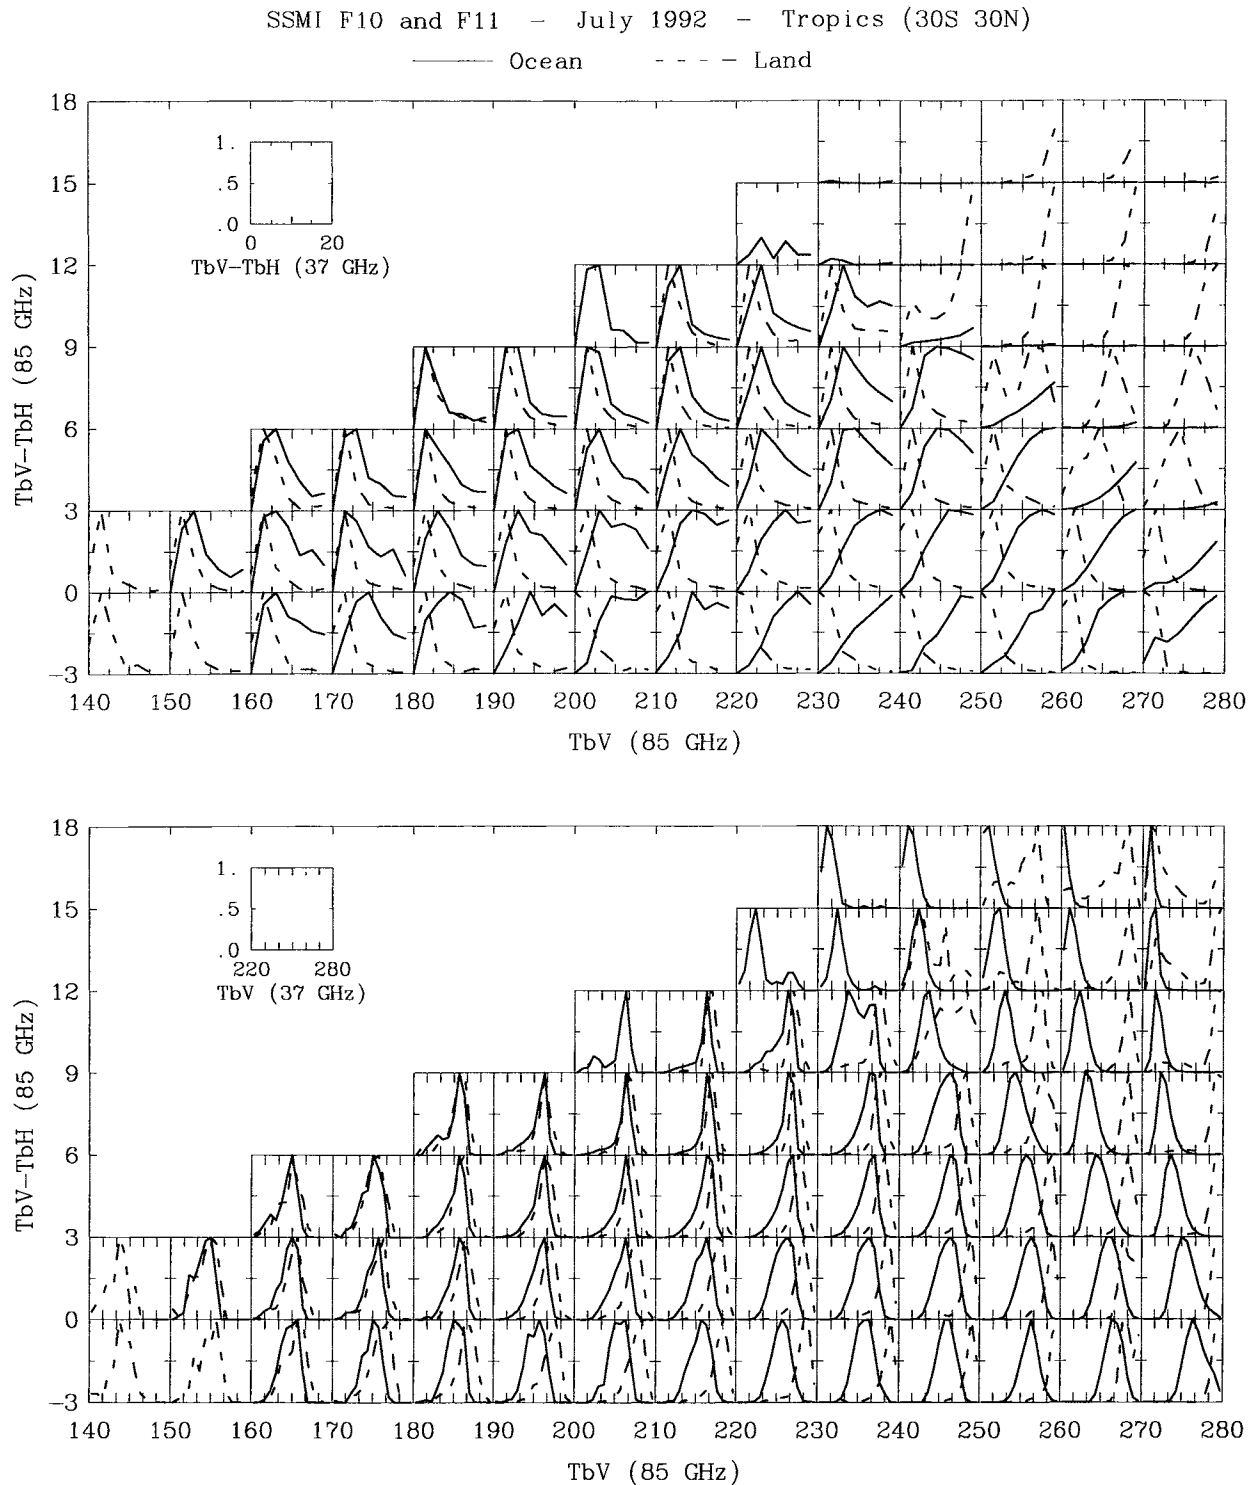 SSMI F10 and F11 – July 1992 – Tropics (30S 30N)
Ocean Land
18
15
12
9
6
3
0
-3
TbV-TbH (85 GHz)
1.
.5
.0
0 20
TbV-TbH (37 GHz)
140 150 160 170 180 190 200 210 220 230 240 250 260 270 280
TbV (85 GHz)
18
15
12
9
6
3
0
-3
TbV-TbH (85 GHz)
1.
.5
.0
220 280
TbV (37 GHz)
140 150 160 170 180 190 200 210 220 230 240 250 260 270 280
TbV (85 GHz)